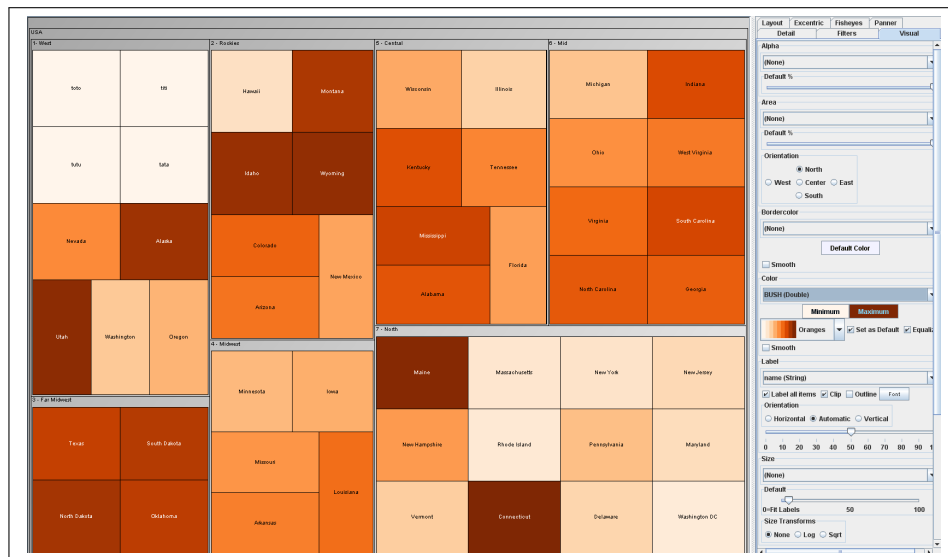 USA
1- West
toto
titi
tutu
tata
Nevada
Alaska
Utah
Washington
Oregon
3 - Far Midwest
Texas
South Dakota
North Dakota
Oklahoma
2 - Rockies
Hawaii
Montana
Idaho
Wyoming
Colorado
New Mexico
Arizona
4 - Midwest
Minnesota
Iowa
Missouri
Louisiana
Arkansas
5 - Central
Wisconsin
Illinois
Kentucky
Tennessee
Mississippi
Florida
Alabama
6 - Mid
Michigan
Indiana
Ohio
West Virginia
Virginia
South Carolina
North Carolina
Georgia
7 - North
Maine
Massachusetts
New York
New Jersey
New Hampshire
Rhode Island
Pennsylvania
Maryland
Vermont
Connecticut
Delaware
Washington DC
Layout Excentric Fisheyes Panner
Detail Filters Visual
Alpha
(None)
Default %
Area
(None)
Default %
Orientation
North
West Center East
South
Bordercolor
(None)
Default Color
Smooth
Color
BUSH (Double)
Minimum Maximum
Oranges Set as Default Equaliz
Smooth
Label
name (String)
Label all items Clip Outline Font
Orientation
Horizontal Automatic Vertical
0 10 20 30 40 50 60 70 80 90 1
Size
(None)
Default
0=Fit Labels 50 100
Size Transforms
None Log Sqrt